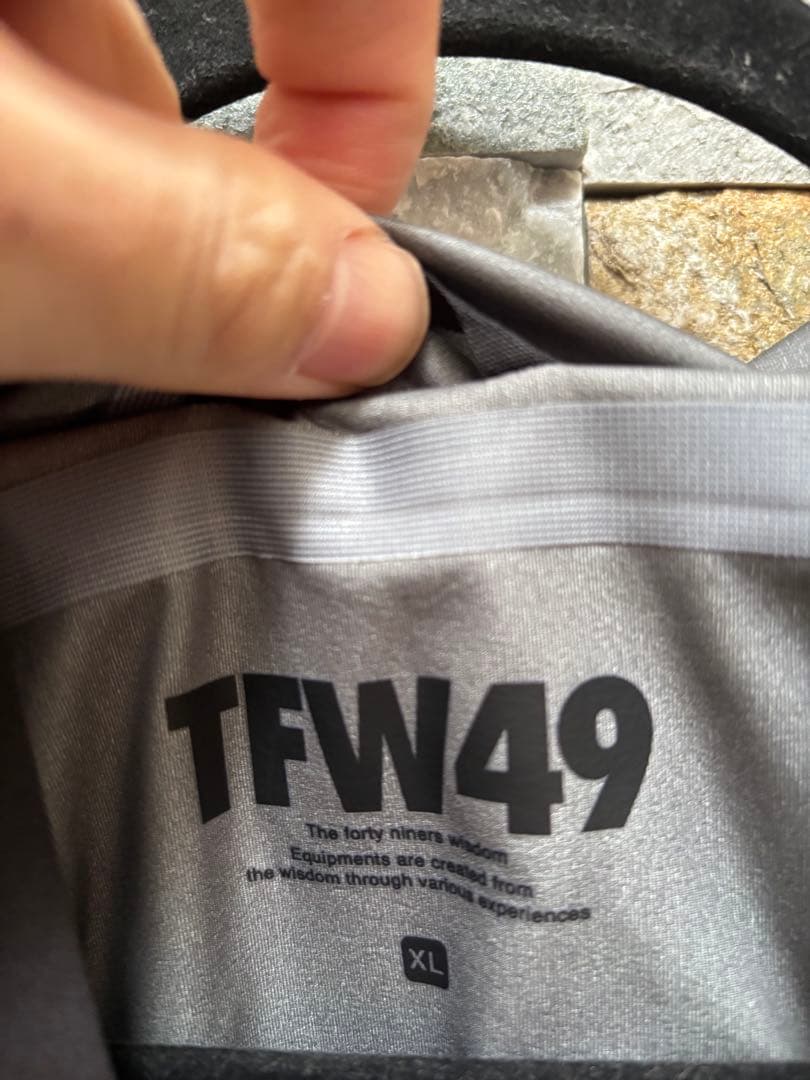 TFW49
The forty niners wisdom
Equipments are created from
the wisdom through various experiences
XL